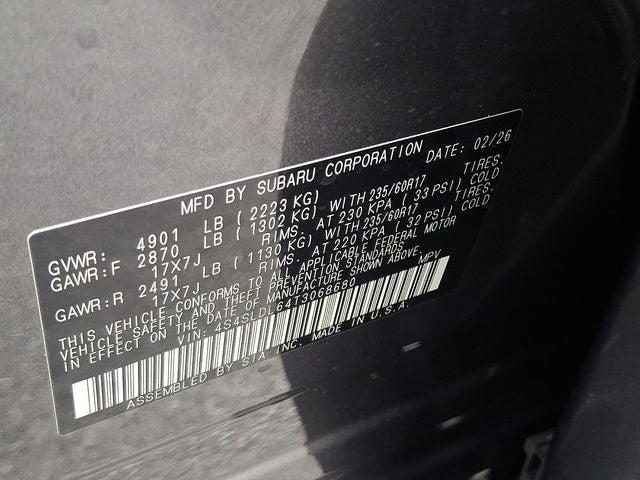 MFD BY SUBARU CORPORATION DATE: 02/26
GVWR: 4901 LB ( 2223 KG)
GAWR:F 2870 LB ( 1302 KG) WITH 235/60R17 TIRES.
17X7J RIMS. AT 230 KPA ( 33 PSI) COLD
GAWR:R 2491 LB ( 1130 KG) WITH 235/60R17 TIRES.
17X7J RIMS. AT 220 KPA ( 32 PSI) COLD
THIS VEHICLE CONFORMS TO ALL APPLICABLE FEDERAL MOTOR
VEHICLE SAFETY AND THEFT PREVENTION STANDARDS
IN EFFECT ON THE DATE OF MANUFACTURE SHOWN ABOVE.
VIN: 4S4SLDL64T3068680 MPV
ASSEMBLED BY SIA INC. MADE IN U.S.A.